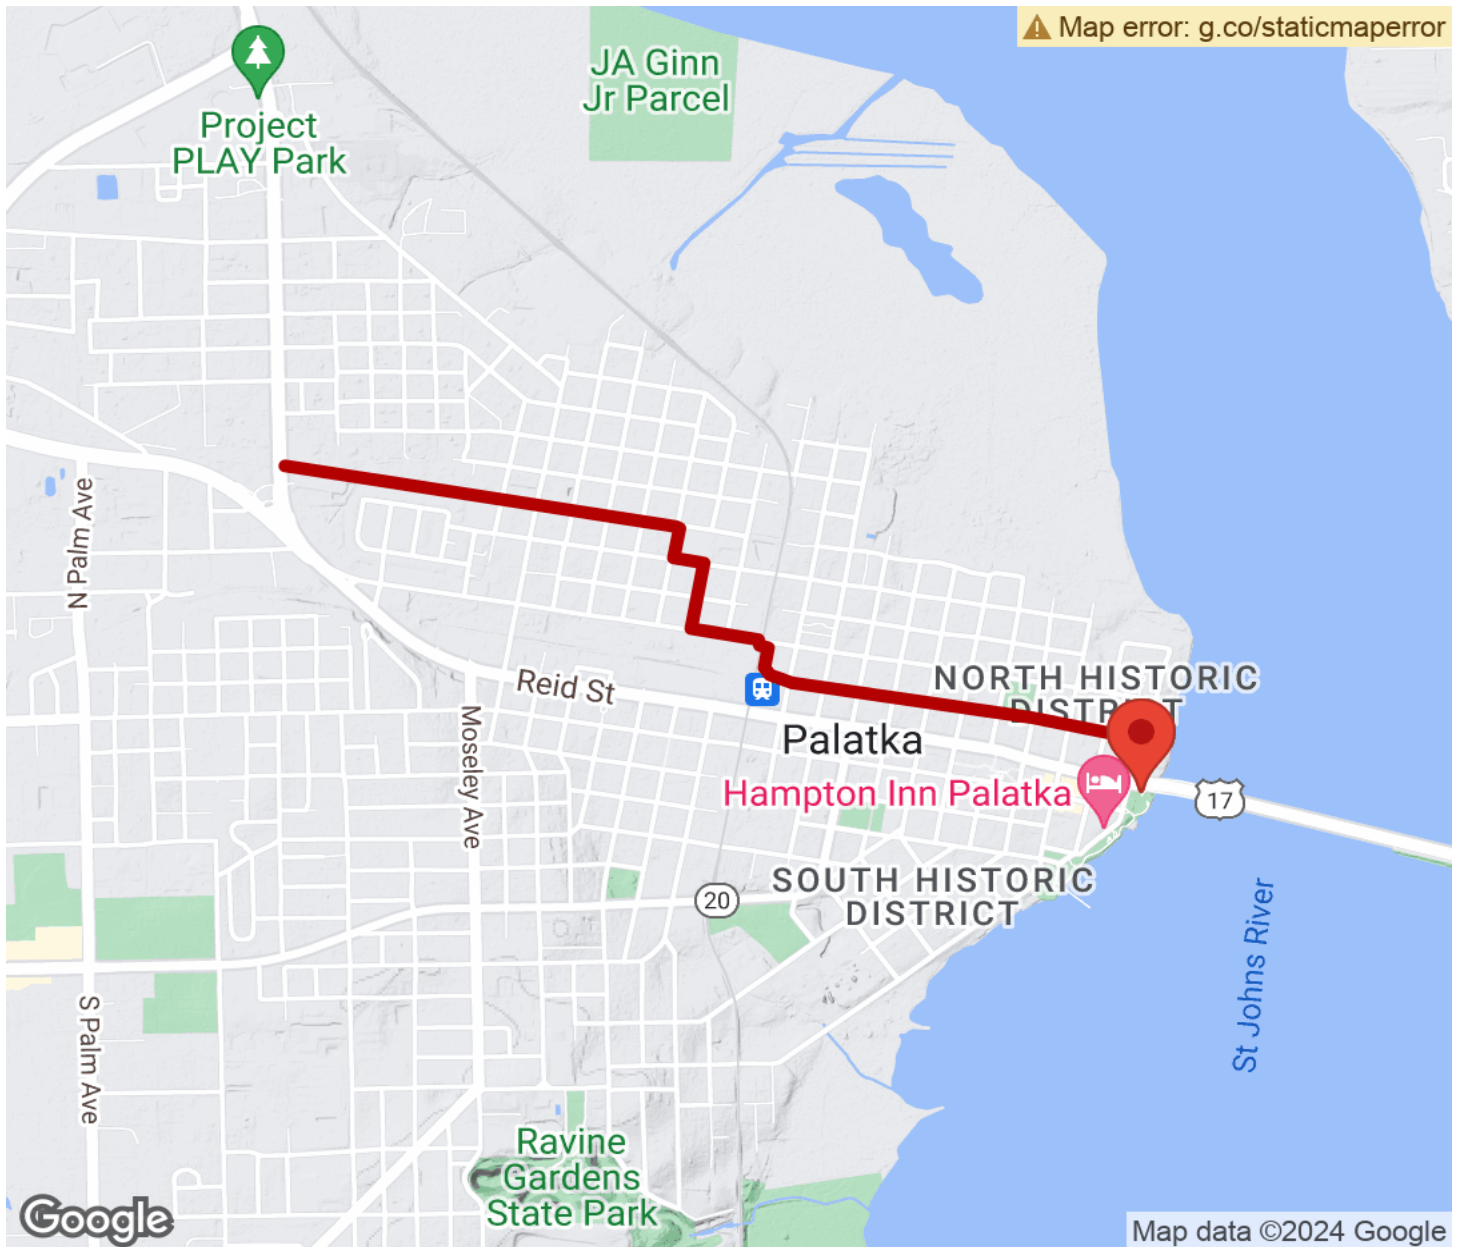 Map error: g.co/staticmaperror
JA Ginn
Jr Parcel
Project
PLAY Park
N Palm Ave
Reid St
NORTH HISTORIC
DISTRICT
Moseley Ave
Palatka
Hampton Inn Palatka
17
SOUTH HISTORIC
DISTRICT
20
St Johns River
S Palm Ave
Ravine
Gardens
State Park
Google
Map data ©2024 Google